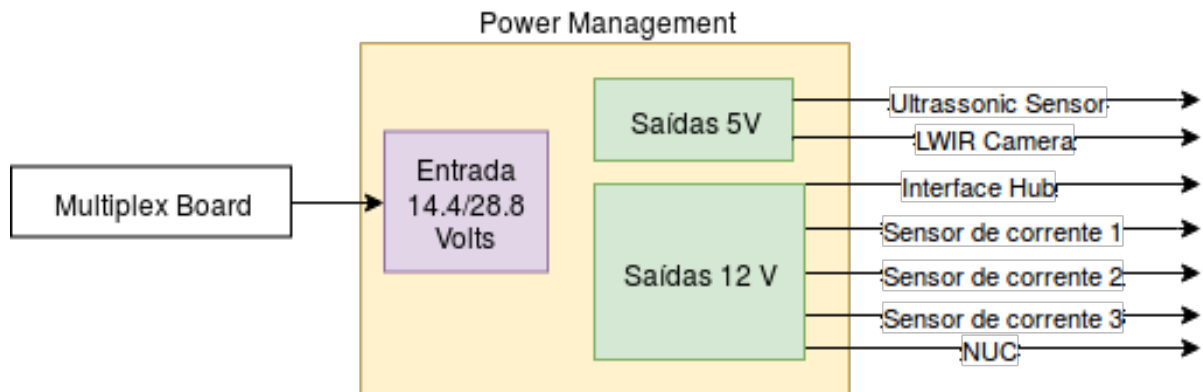 Power Management
Multiplex Board
Entrada
14.4/28.8
Volts
Saídas 5V
Ultrassonic Sensor
LWIR Camera
Saídas 12 V
Interface Hub
Sensor de corrente 1
Sensor de corrente 2
Sensor de corrente 3
NUC